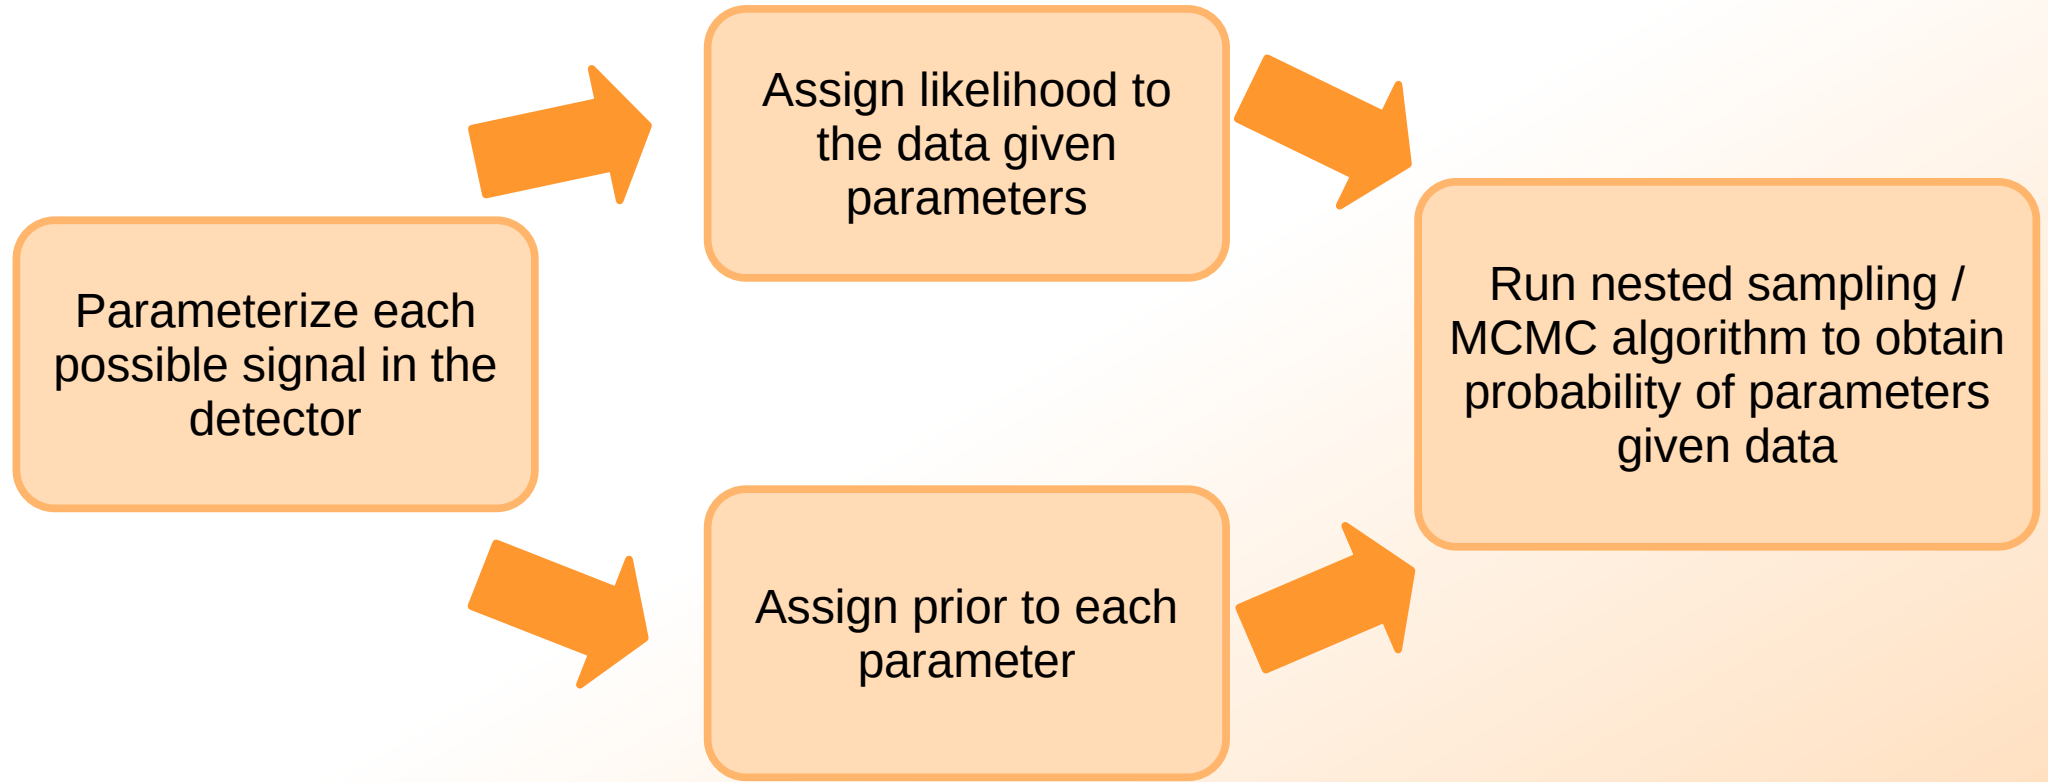 Parameterize each
possible signal in the
detector
Assign likelihood to
the data given
parameters
Assign prior to each
parameter
Run nested sampling /
MCMC algorithm to obtain
probability of parameters
given data